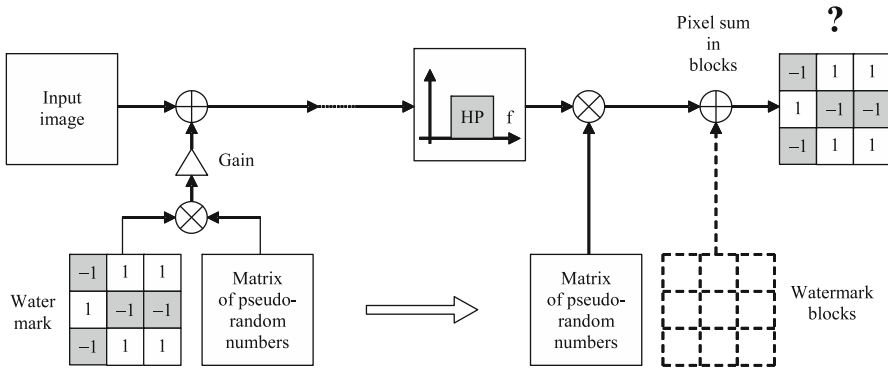 Input
image
Gain
HP
f
Pixel sum
in
blocks
?
−1 1 1
1 −1 −1
−1 1 1
Water
mark
−1 1 1
1 −1 −1
−1 1 1
Matrix
of pseudo-
random
numbers
Matrix
of pseudo-
random
numbers
Watermark
blocks